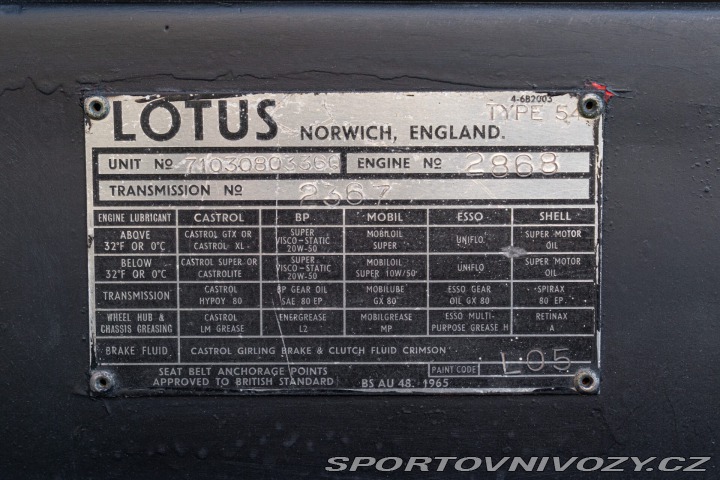 4-6B2003
LOTUS NORWICH, ENGLAND. TYPE 54
UNIT Nº ENGINE Nº 2868
TRANSMISSION Nº 2367
ENGINE LUBRICANT CASTROL BP MOBIL ESSO SHELL
ABOVE 32°F OR 0°C CASTROL GTX OR CASTROL XL SUPER VISCO-STATIC 20W-50 MOBILOIL SUPER UNIFLO SUPER MOTOR OIL
BELOW 32°F OR 0°C CASTROL SUPER OR CASTROLITE SUPER VISCO-STATIC 20W-50 MOBILOIL SUPER 10W/50 UNIFLO SUPER MOTOR OIL
TRANSMISSION CASTROL HYPOY 80 BP GEAR OIL SAE 80 EP MOBILUBE GX 80 ESSO GEAR OIL GX 80 SPIRAX 80 EP
WHEEL HUB & CHASSIS GREASING CASTROL LM GREASE ENERGREASE L2 MOBILGREASE MP ESSO MULTI-PURPOSE GREASE H RETINAX A
BRAKE FLUID CASTROL GIRLING BRAKE & CLUTCH FLUID CRIMSON
SEAT BELT ANCHORAGE POINTS
APPROVED TO BRITISH STANDARD BS AU 48. 1965 PAINT CODE L05
SPORTOVNIVOZY.CZ